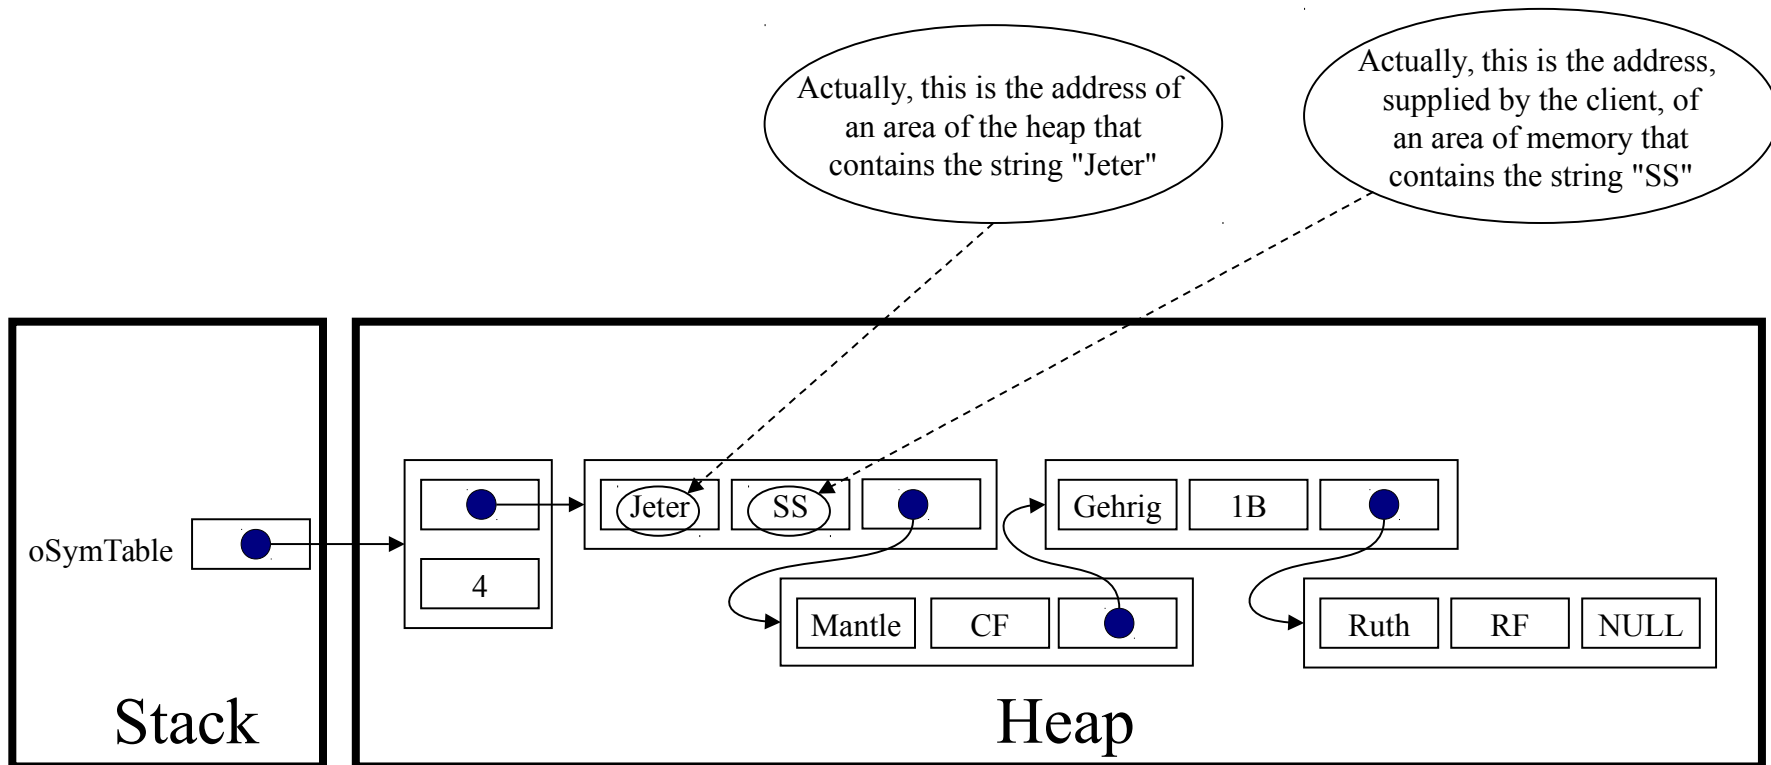 Actually, this is the address of
an area of the heap that
contains the string "Jeter"
Actually, this is the address,
supplied by the client, of
an area of memory that
contains the string "SS"
oSymTable
4
Jeter
SS
Mantle
CF
Gehrig
1B
Ruth
RF
NULL
Stack
Heap